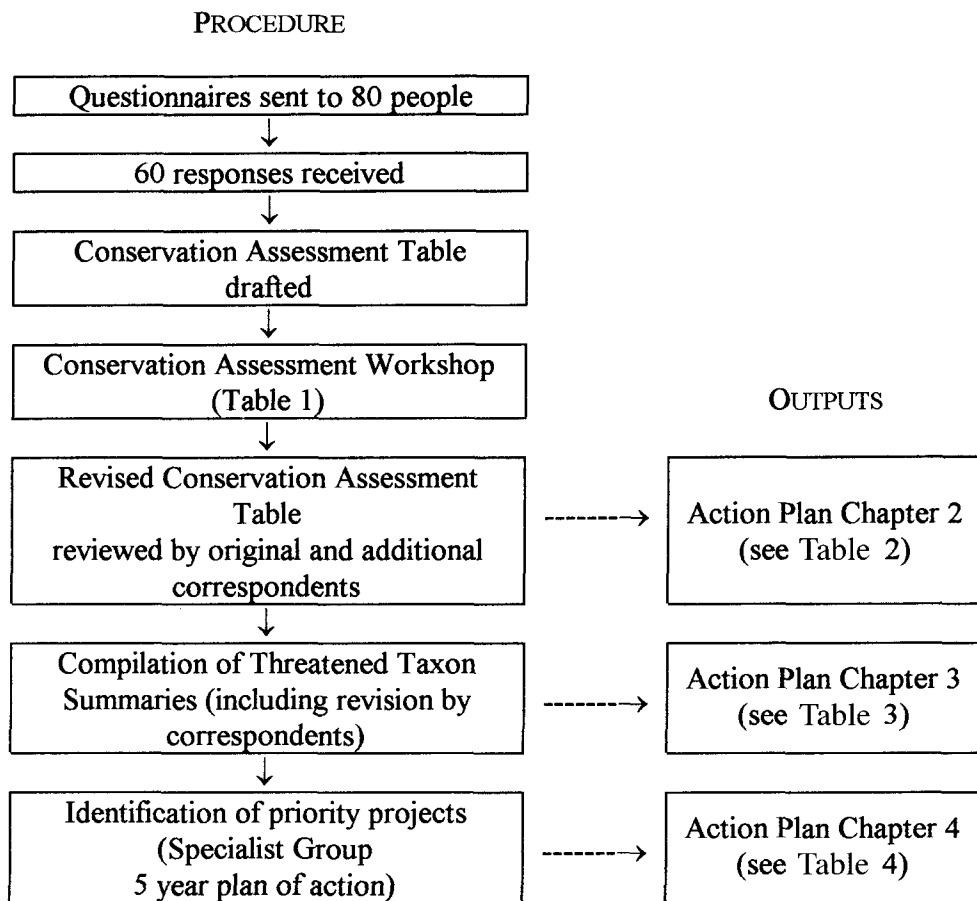 PROCEDURE
Questionnaires sent to 80 people
60 responses received
Conservation Assessment Table
drafted
Conservation Assessment Workshop
(Table 1)
OUTPUTS
Revised Conservation Assessment
Table
reviewed by original and additional
correspondents
Action Plan Chapter 2
(see Table 2)
Compilation of Threatened Taxon
Summaries (including revision by
correspondents)
Action Plan Chapter 3
(see Table 3)
Identification of priority projects
(Specialist Group
5 year plan of action)
Action Plan Chapter 4
(see Table 4)